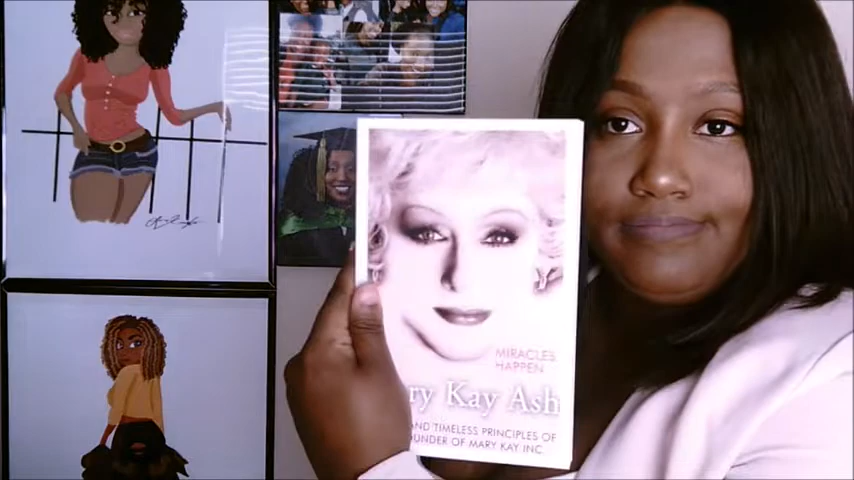 MIRACLES
HAPPEN
ry Kay Ash
AND TIMELESS PRINCIPLES OF
OUNDER OF MARY KAY INC.